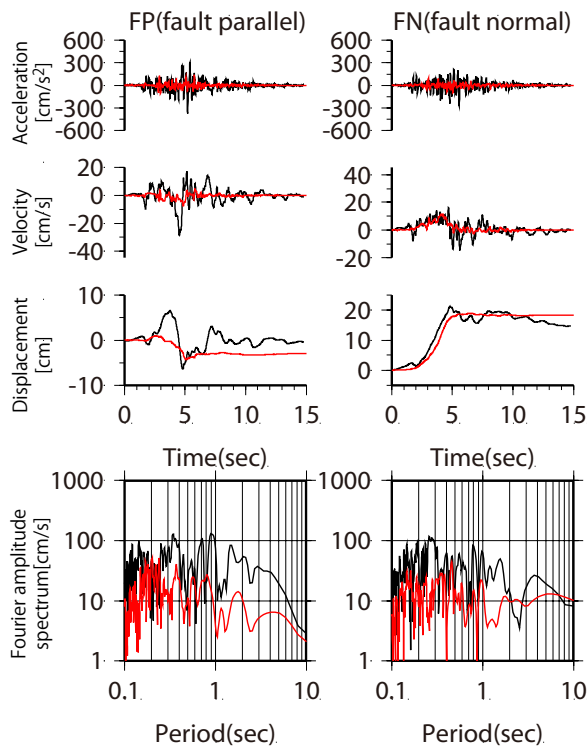 FP(fault parallel) FN(fault normal)
Acceleration
[cm/s²]
600
300
0
-300
-600
600
300
0
-300
-600
Velocity
[cm/s]
20
0
-20
-40
40
20
0
-20
Displacement
[cm]
10
0
-10
20
10
0
0. 5. 10. 15
0. 5. 10. 15
Time(sec). Time(sec).
Fourier amplitude
spectrum[cm/s]
1000
100
10
1
1000
100
10
1
0.1 1. 10.
0.1 1. 10
Period(sec) Period(sec)